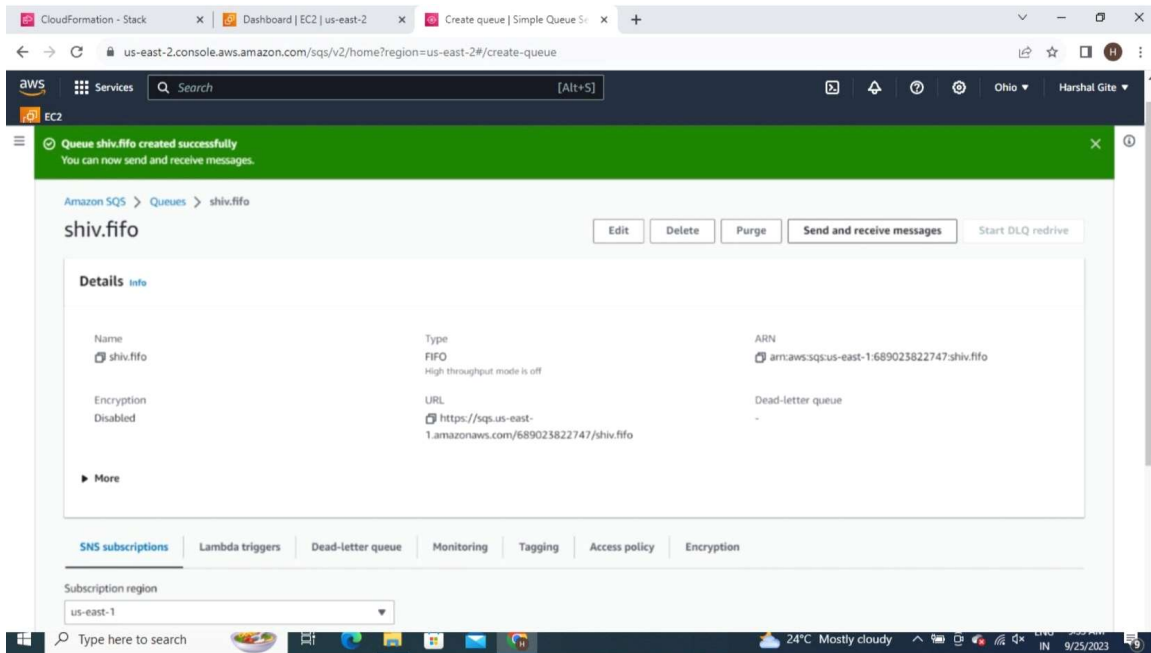 CloudFormation - Stack
Dashboard | EC2 | us-east-2
Create queue | Simple Queue Se
us-east-2.console.aws.amazon.com/sqs/v2/home?region=us-east-2#/create-queue
H
aws
Services
Search
[Alt+S]
Ohio
Harshal Gite
EC2
Queue shiv.fifo created successfully
You can now send and receive messages.
Amazon SQS > Queues > shiv.fifo
shiv.fifo
Edit
Delete
Purge
Send and receive messages
Start DLQ redrive
Details Info
Name
shiv.fifo
Type
FIFO
High throughput mode is off
ARN
arn:aws:sqs:us-east-1:689023822747:shiv.fifo
Encryption
Disabled
URL
https://sqs.us-east-
1.amazonaws.com/689023822747/shiv.fifo
Dead-letter queue
-
More
SNS subscriptions
Lambda triggers
Dead-letter queue
Monitoring
Tagging
Access policy
Encryption
Subscription region
us-east-1
Type here to search
24°C Mostly cloudy
ENG
IN
9/25/2023